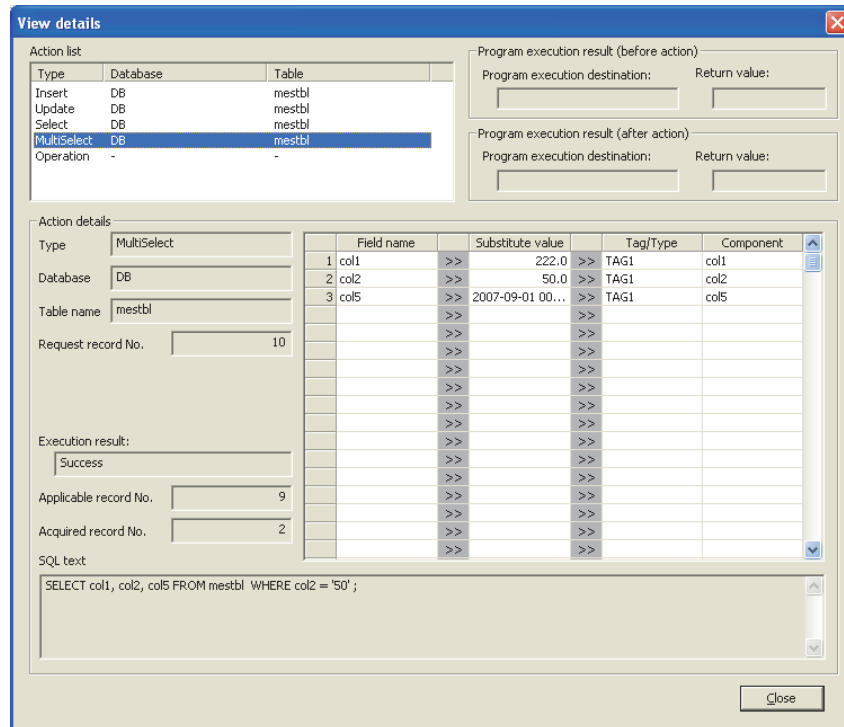 View details
Action list
Type Database Table
Insert DB mestbl
Update DB mestbl
Select DB mestbl
MultiSelect DB mestbl
Operation - -
Program execution result (before action)
Program execution destination: Return value:
Program execution result (after action)
Program execution destination: Return value:
Action details
Type MultiSelect
Database DB
Table name mestbl
Request record No. 10
Execution result:
Success
Applicable record No. 9
Acquired record No. 2
Field name Substitute value Tag/Type Component
1 col1 >> 222.0 >> TAG1 col1
2 col2 >> 50.0 >> TAG1 col2
3 col5 >> 2007-09-01 00... >> TAG1 col5
>> >>
>> >>
>> >>
>> >>
>> >>
>> >>
>> >>
>> >>
>> >>
>> >>
>> >>
>> >>
>> >>
>> >>
SQL text
SELECT col1, col2, col5 FROM mestbl WHERE col2 = '50' ;
Close